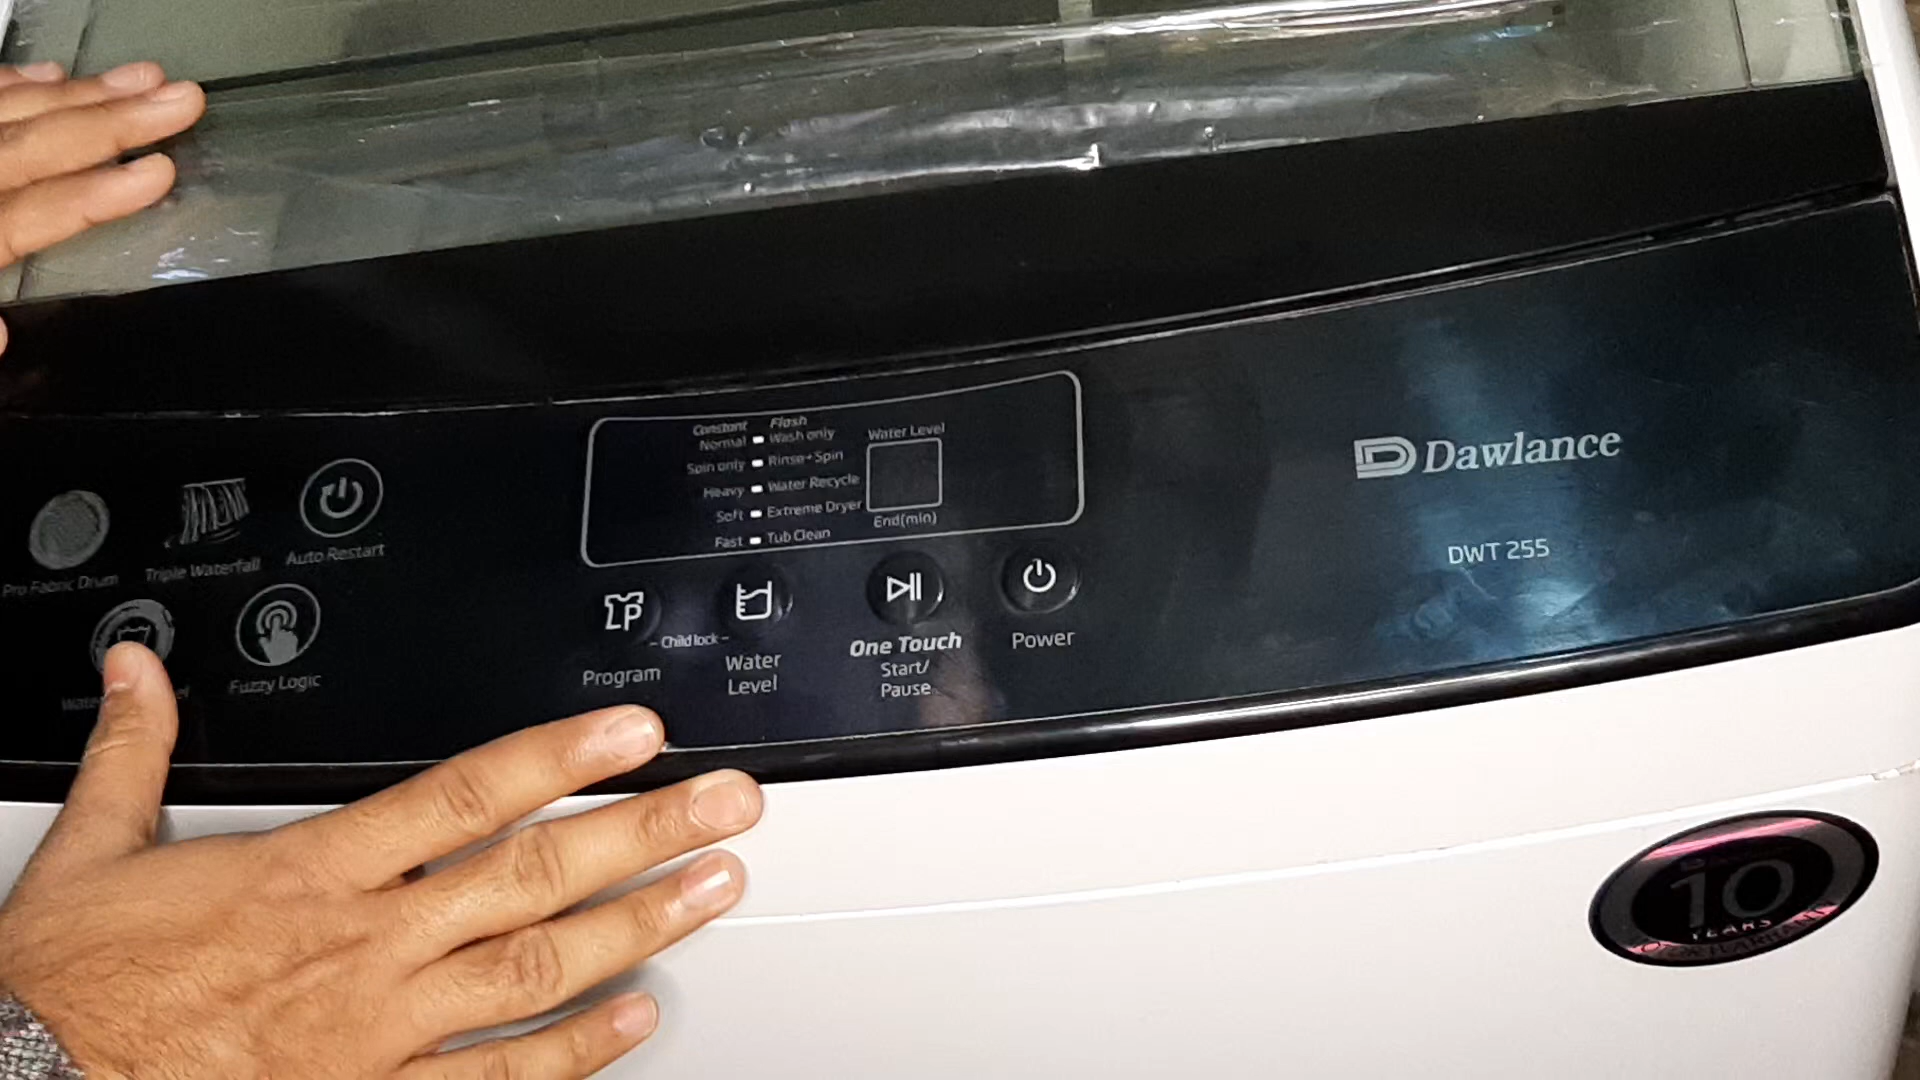 Constant Flash
Normal Wash only
Spin only Rinse+Spin
Heavy Water Recycle
Soft Extreme Dryer
Fast Tub Clean
Water Level
End(min)
Dawlance
DWT 255
Pro Fabric Drum
Triple Waterfall
Auto Restart
Fuzzy Logic
P
- Child lock -
Program
Water
Level
One Touch
Start/
Pause
Power
10
YEARS